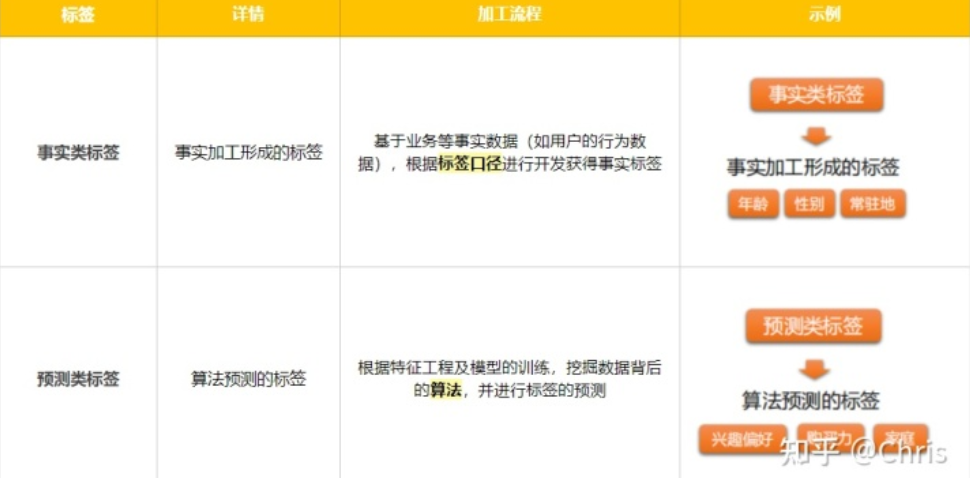 标签 详情 加工流程 示例
事实类标签
事实加工形成的标签
基于业务等事实数据（如用户的行为数
据），根据标签口径进行开发获得事实标签
事实类标签
事实加工形成的标签
年龄 性别 常驻地
预测类标签
算法预测的标签
根据特征工程及模型的训练，挖掘数据背后
的算法，并进行标签的预测
预测类标签
算法预测的标签
兴趣偏好 购买力 家庭
知乎 @Chris